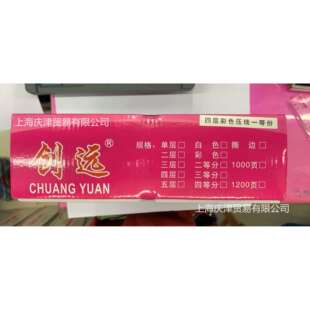 上海庆津贸易有限公司
四层彩色压线一等份
创远®
CHUANG YUAN
规格：单层□ 白色□ 撕边□
二层□ 彩色□
三层□ 二等分□ 1000页□
四层□ 三等分□
五层□ 四等分□ 1200页□
上海庆津贸易有限公司